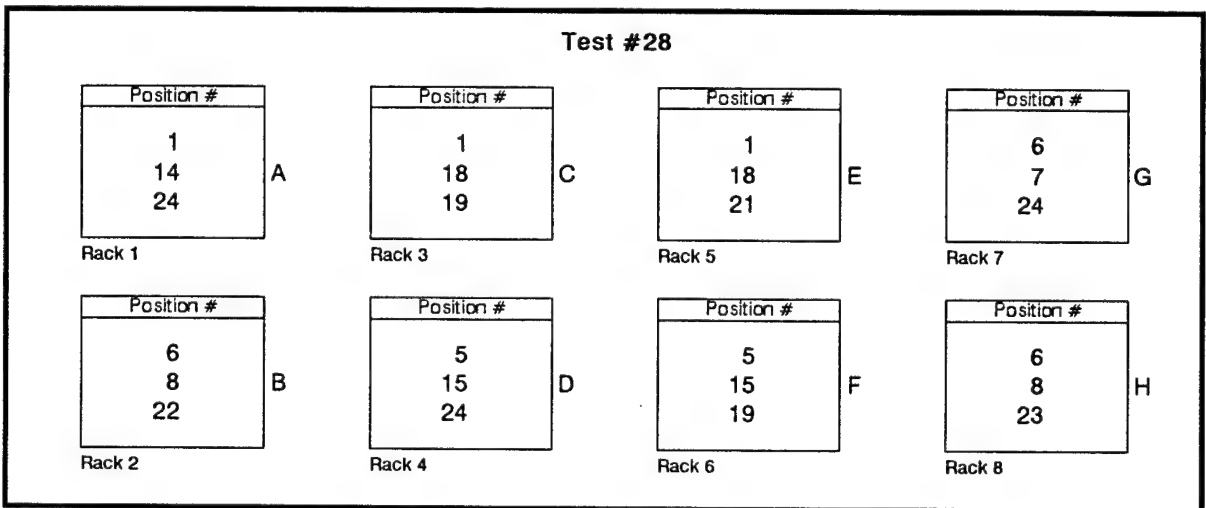 Test #28
Position #
1
14
24
A
Rack 1
Position #
1
18
19
C
Rack 3
Position #
1
18
21
E
Rack 5
Position #
6
7
24
G
Rack 7
Position #
6
8
22
B
Rack 2
Position #
5
15
24
D
Rack 4
Position #
5
15
19
F
Rack 6
Position #
6
8
23
H
Rack 8